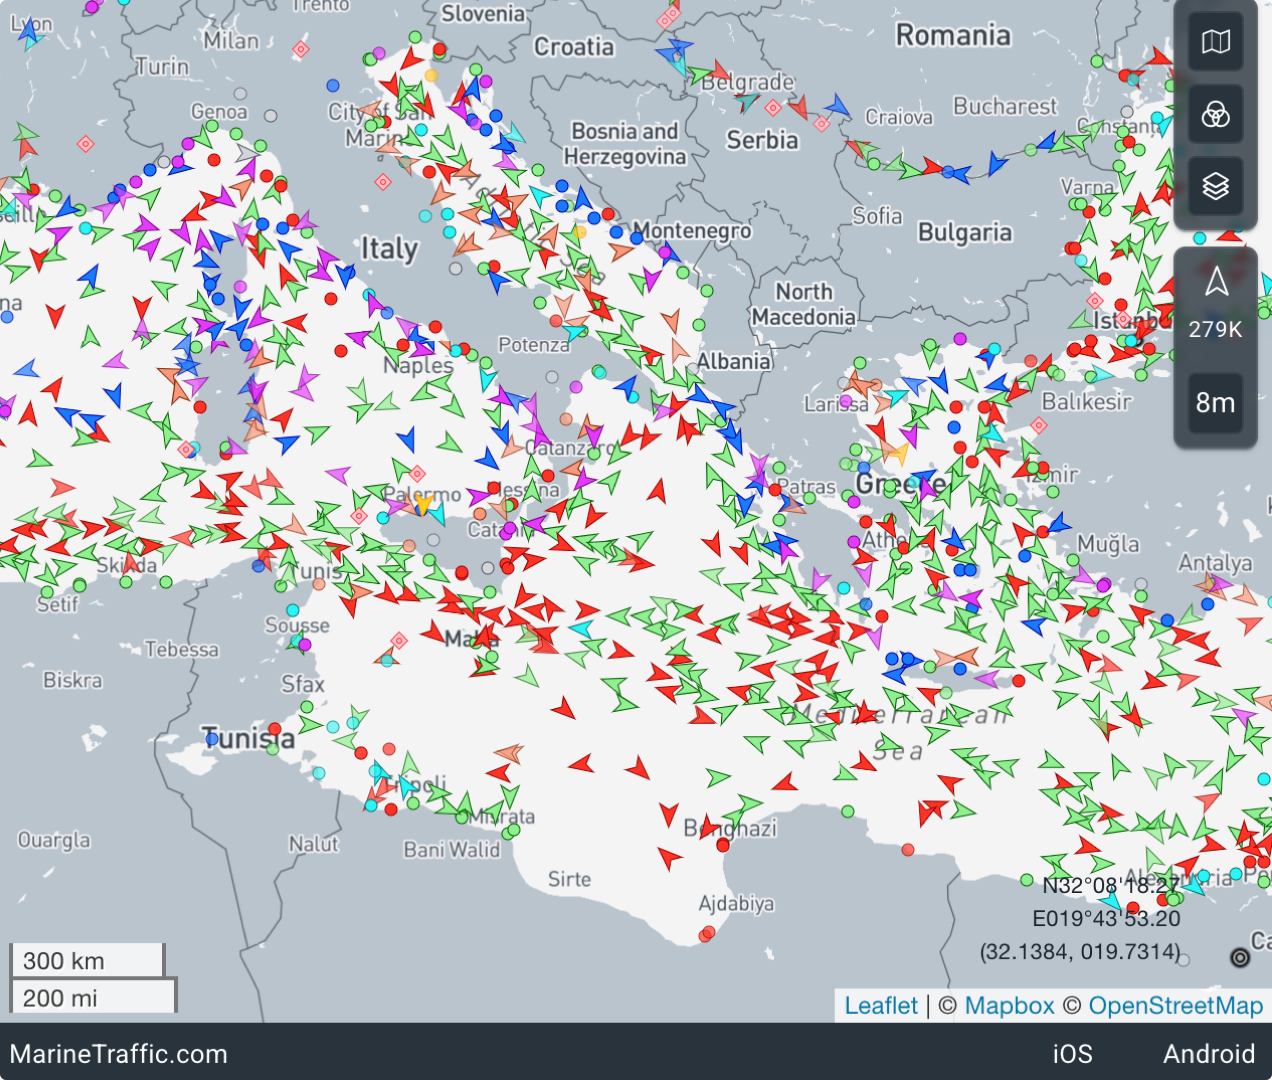 Trento
Lyon
Slovenia
Milan
Croatia
Romania
Turin
Belgrade
Genoa
Craiova
Bucharest
City of San
Marino
Bosnia and
Herzegovina
Serbia
Constanța
Varna
Sofia
Italy
Montenegro
Bulgaria
Sea
North
Macedonia
279K
Istanbul
Potenza
Naples
Albania
8m
Larissa
Balıkesir
Catanzaro
Izmir
Palermo
Messina
Patras
Greece
Catania
Athens
Muğla
Skikda
Tunis
Antalya
Setif
Sousse
Malta
Tebessa
Biskra
Sfax
Mediterranean
Sea
Tunisia
Tripoli
Misrata
Benghazi
Ouargla
Nalut
Bani Walid
Sirte
Ajdabiya
Alexandria
N32°08'18.27
E019°43'53.20
(32.1384, 019.7314)
300 km
200 mi
Leaflet | © Mapbox © OpenStreetMap
MarineTraffic.com
iOS
Android